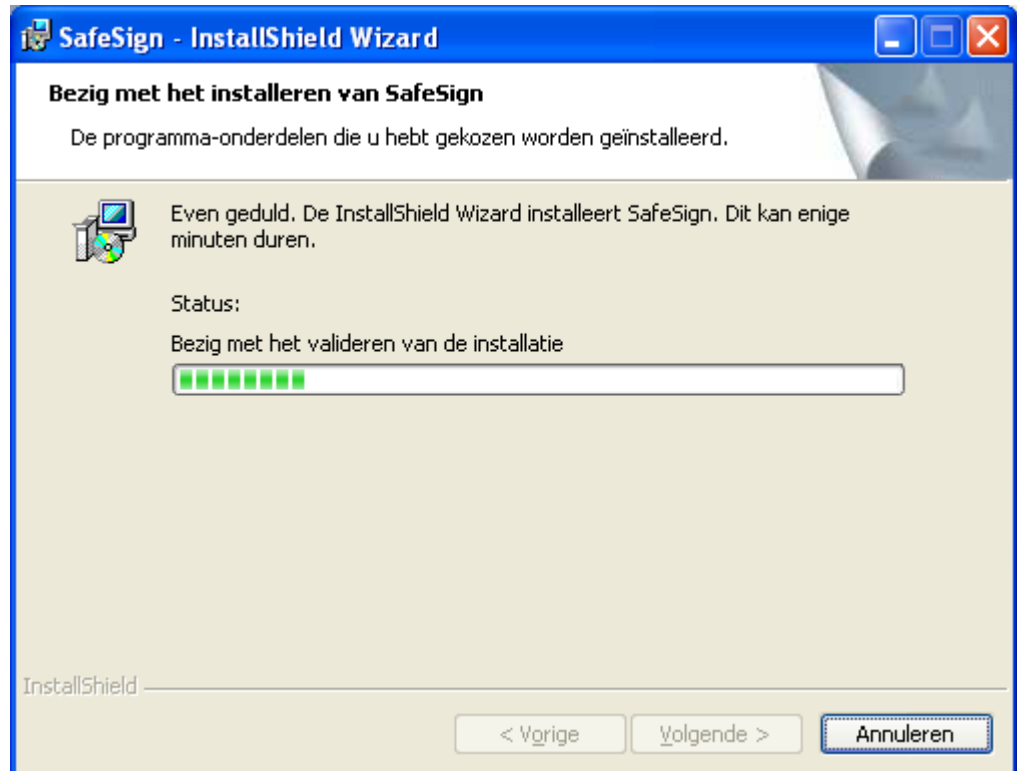 SafeSign - InstallShield Wizard
Bezig met het installeren van SafeSign
De programma-onderdelen die u hebt gekozen worden geïnstalleerd.
Even geduld. De InstallShield Wizard installeert SafeSign. Dit kan enige
minuten duren.
Status:
Bezig met het valideren van de installatie
InstallShield
< Vorige
Volgende >
Annuleren